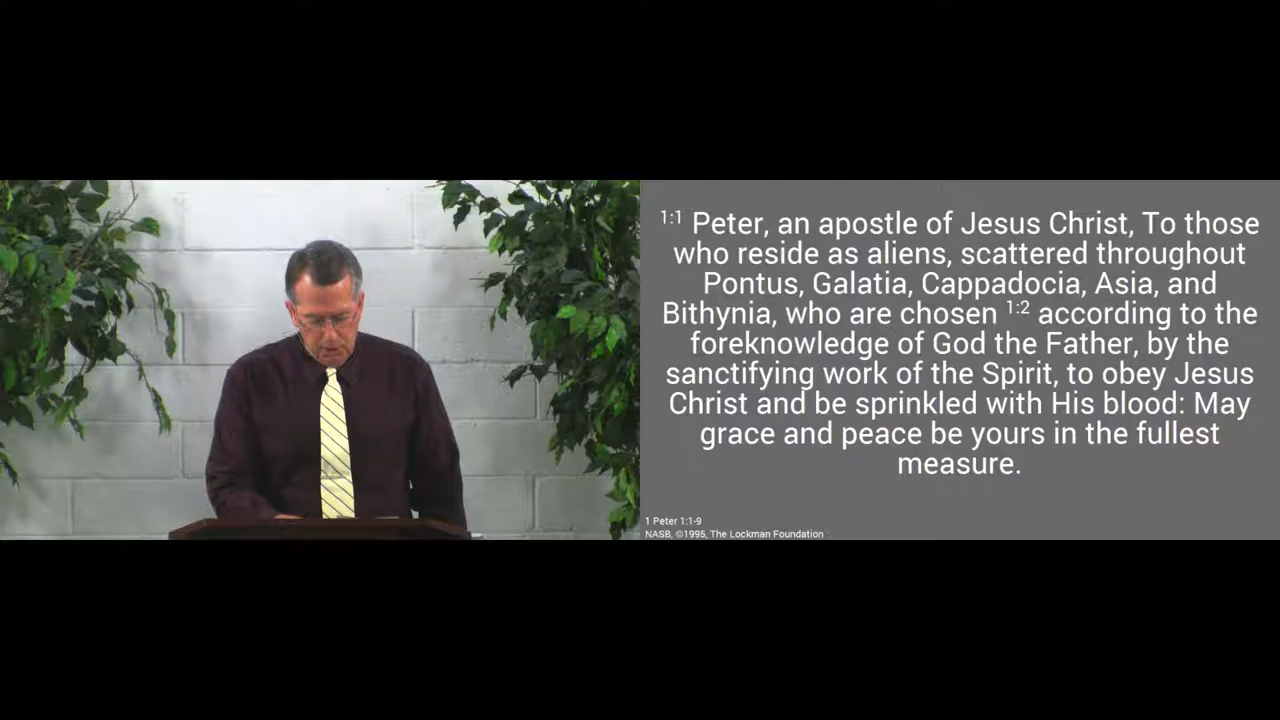 1:1 Peter, an apostle of Jesus Christ, To those
who reside as aliens, scattered throughout
Pontus, Galatia, Cappadocia, Asia, and
Bithynia, who are chosen 1:2 according to the
foreknowledge of God the Father, by the
sanctifying work of the Spirit, to obey Jesus
Christ and be sprinkled with His blood: May
grace and peace be yours in the fullest
measure.
1 Peter 1:1-9
NASB, ©1995, The Lockman Foundation